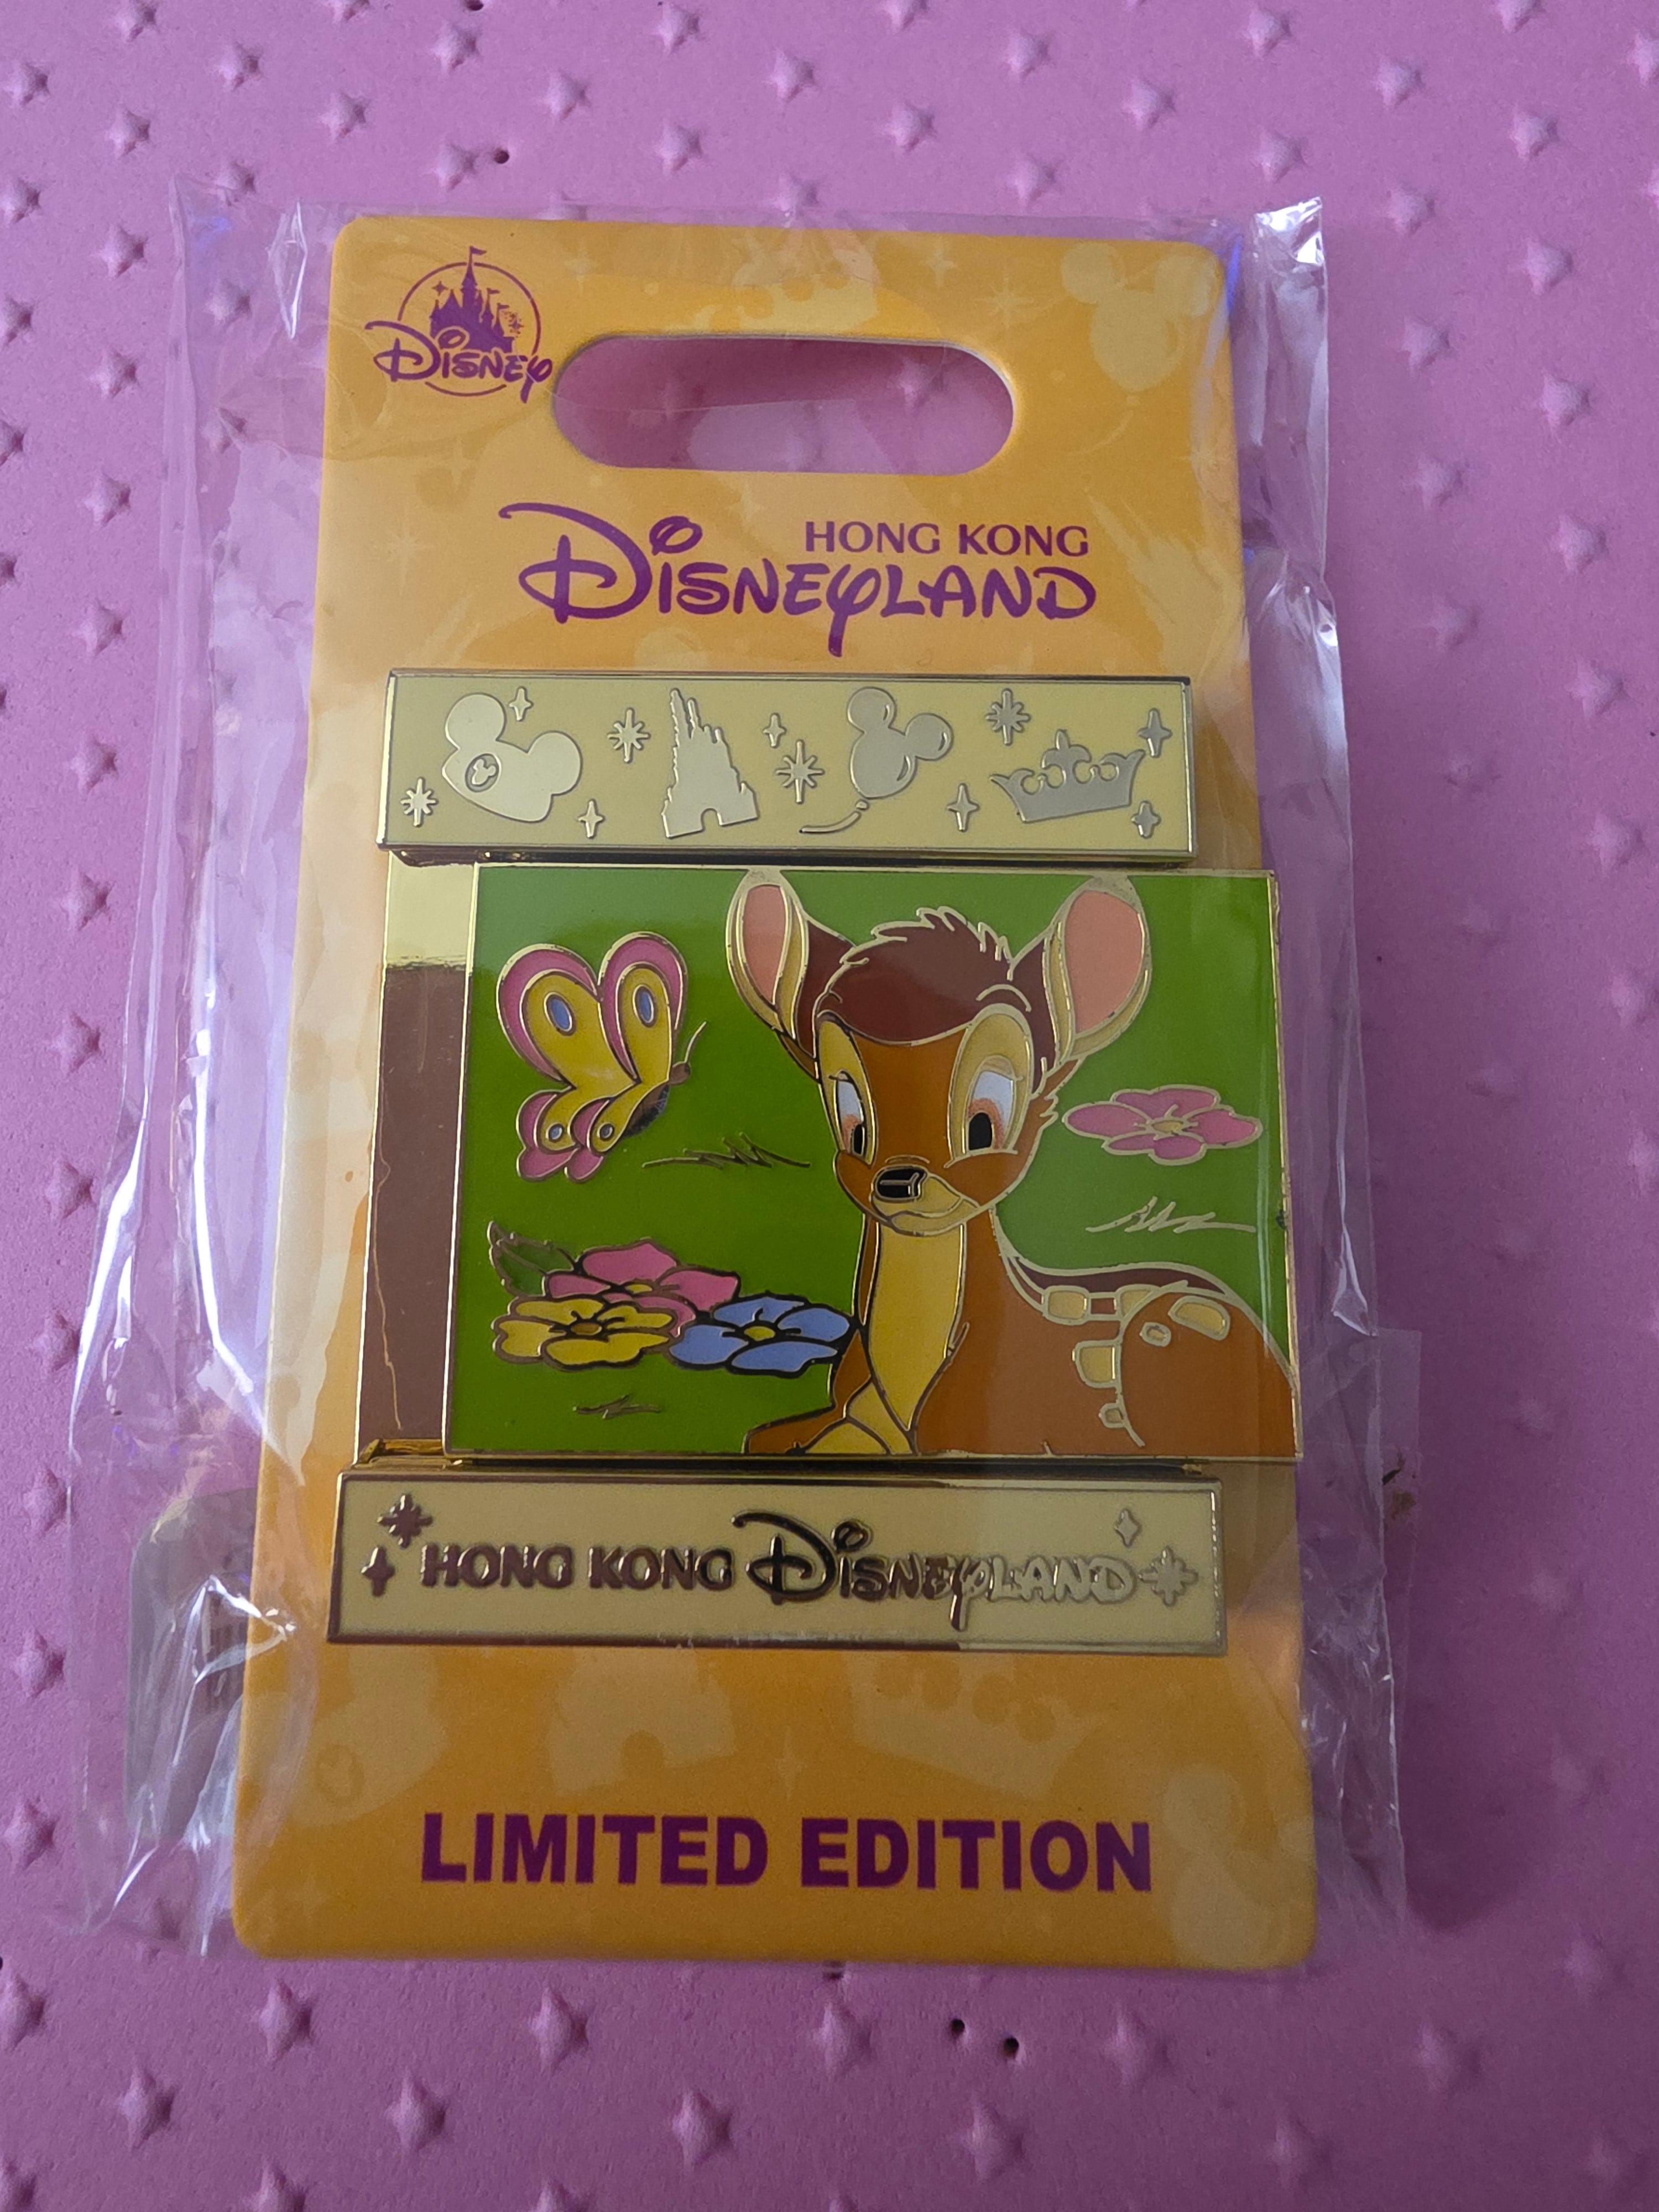 Disney
HONG KONG
Disneyland
HONG KONG Disneyland
LIMITED EDITION